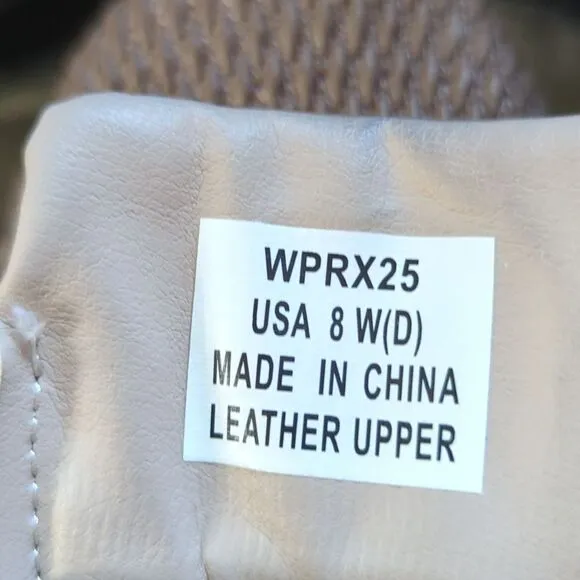 WPRX25
USA 8 W(D)
MADE IN CHINA
LEATHER UPPER